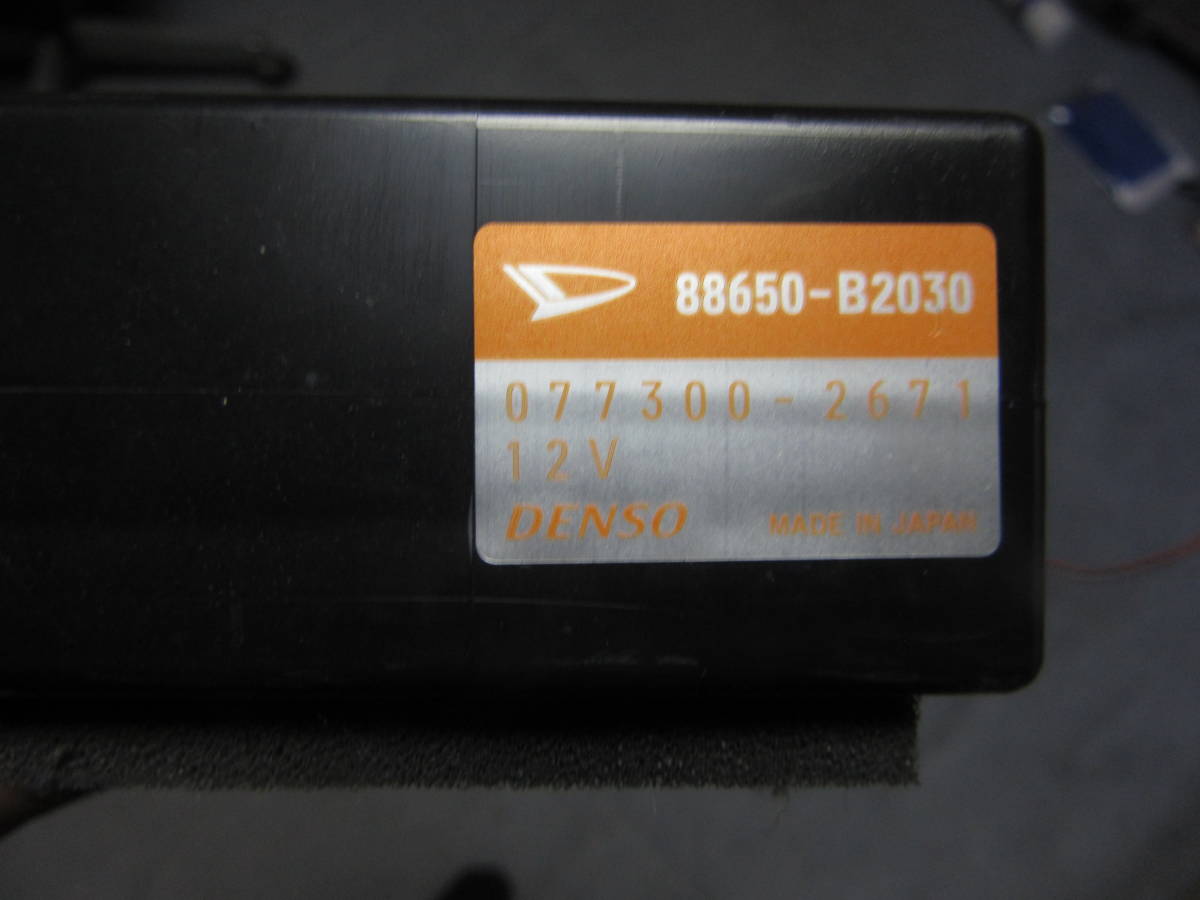 88650-B2030
077300-2671
12V
DENSO MADE IN JAPAN